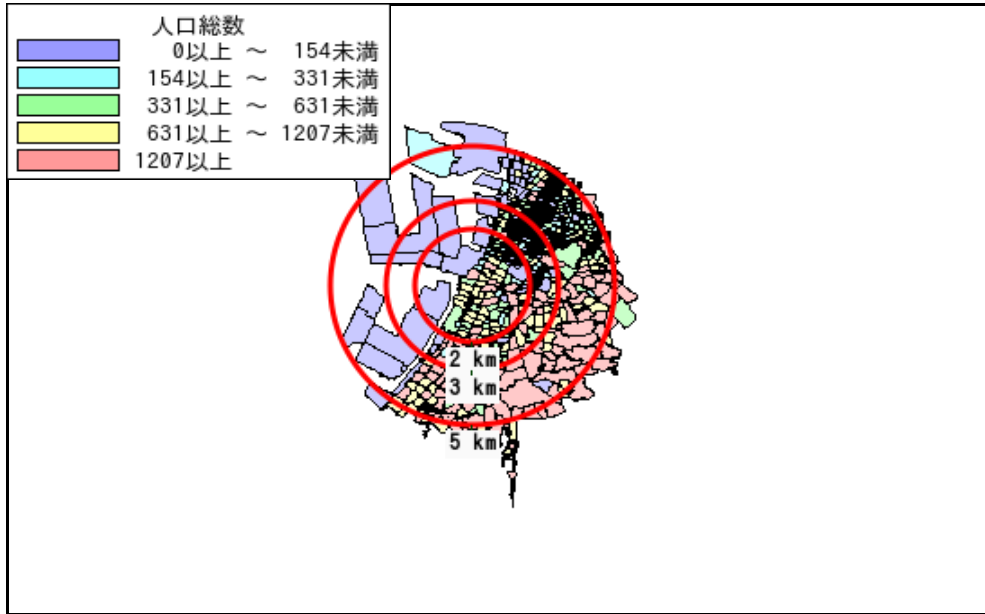 人口総数
0以上 ～ 154未満
154以上 ～ 331未満
331以上 ～ 631未満
631以上 ～ 1207未満
1207以上
2 km
3 km
5 km